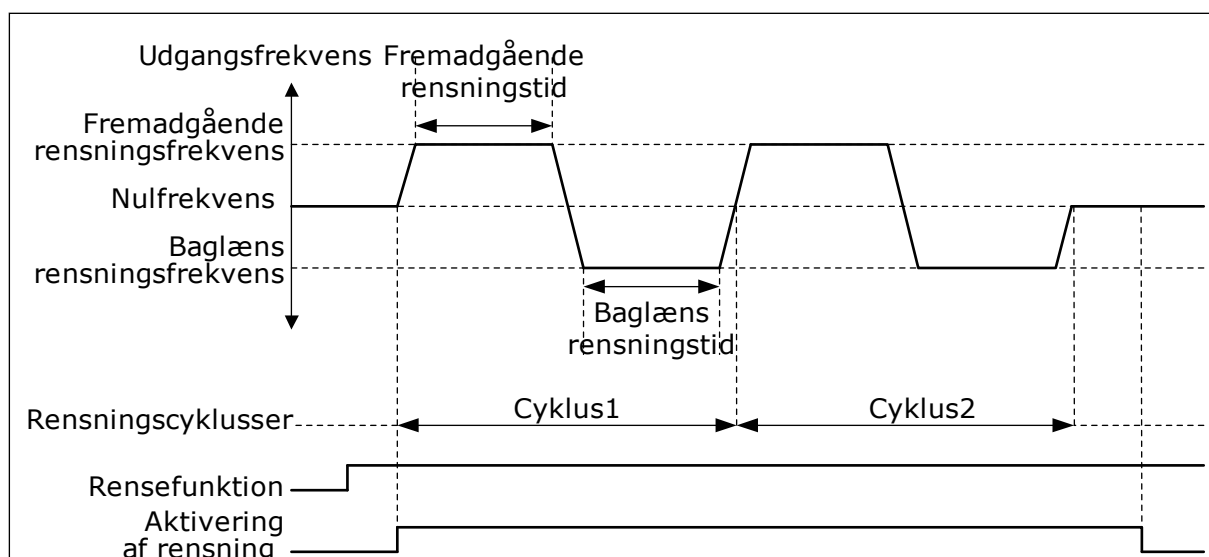 Udgangsfrekvens
Fremadgående
rensningstid
Fremadgående
rensningsfrekvens
Nulfrekvens
Baglæns
rensningsfrekvens
Baglæns
rensningstid
Rensningscyklusser
Cyklus1
Cyklus2
Rensefunktion
Aktivering
af rensning